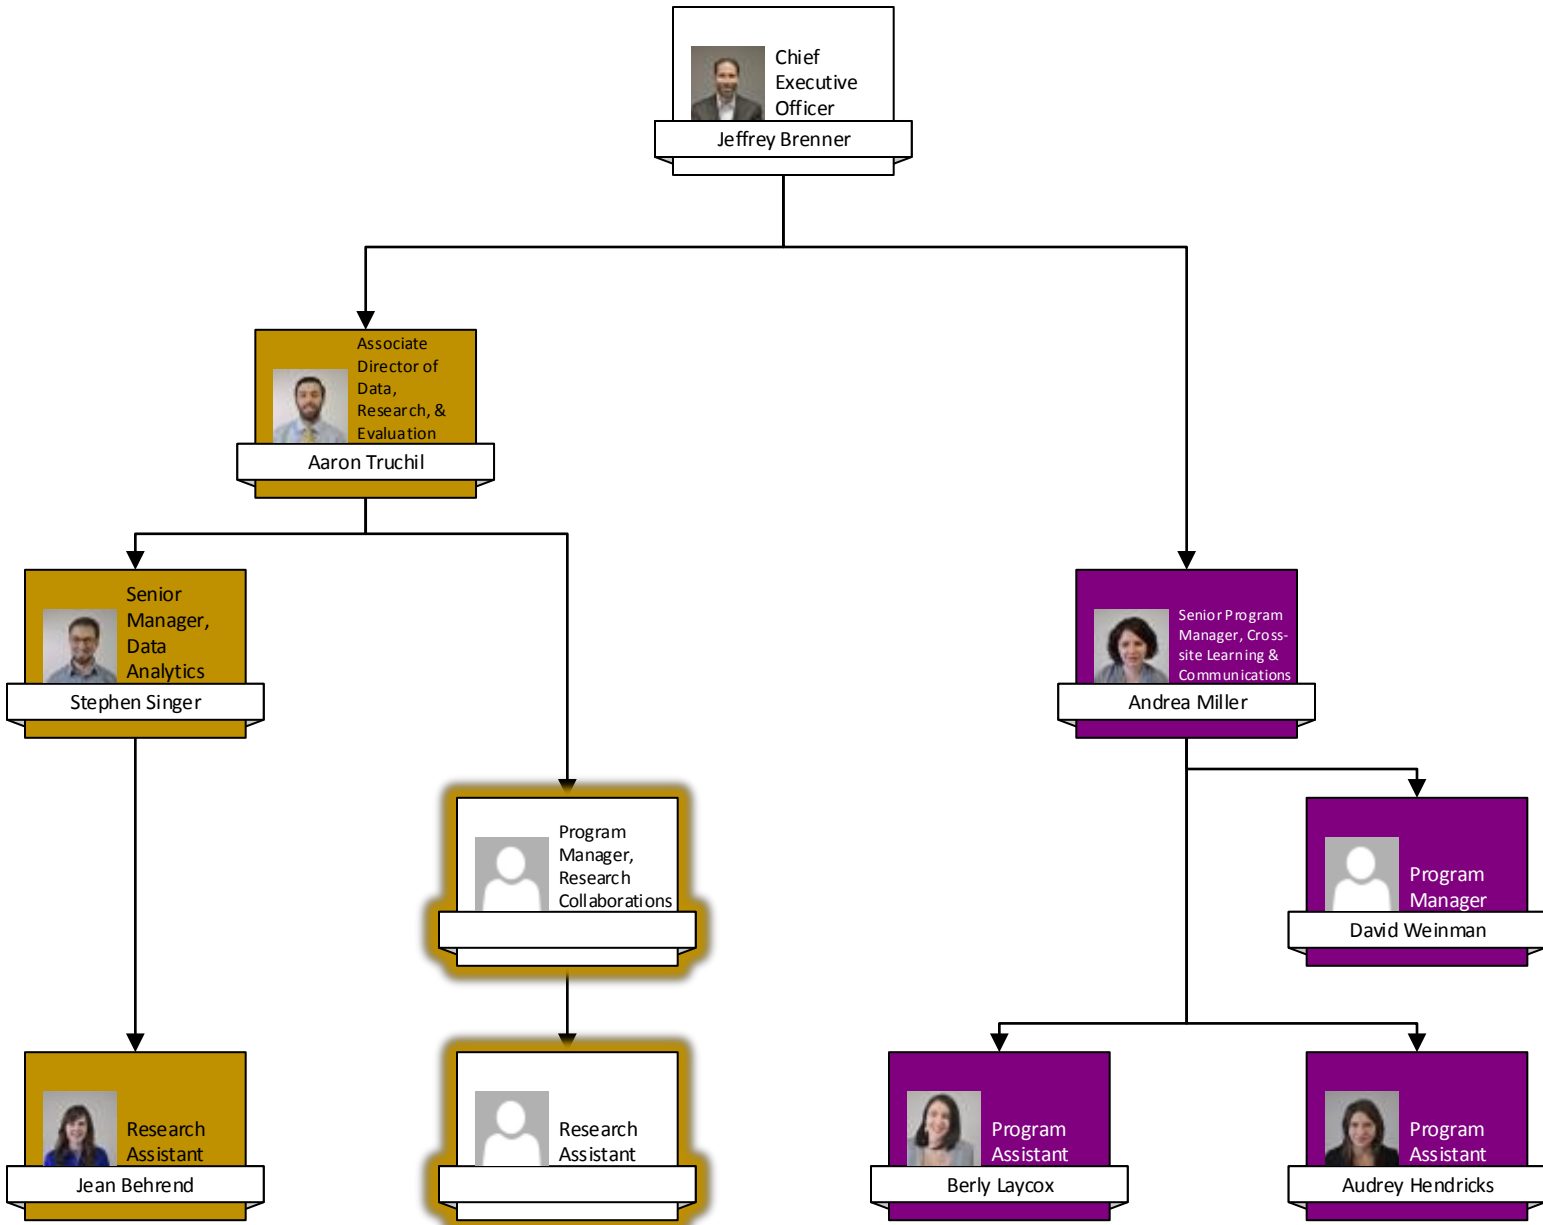 Chief
Executive
Officer
Jeffrey Brenner
Associate
Director of
Data,
Research, &
Evaluation
Aaron Truchil
Senior
Manager,
Data
Analytics
Stephen Singer
Senior Program
Manager, Cross-
site Learning &
Communications
Andrea Miller
Program
Manager,
Research
Collaborations
Program
Manager
David Weinman
Research
Assistant
Jean Behrend
Research
Assistant
Program
Assistant
Berly Laycox
Program
Assistant
Audrey Hendricks